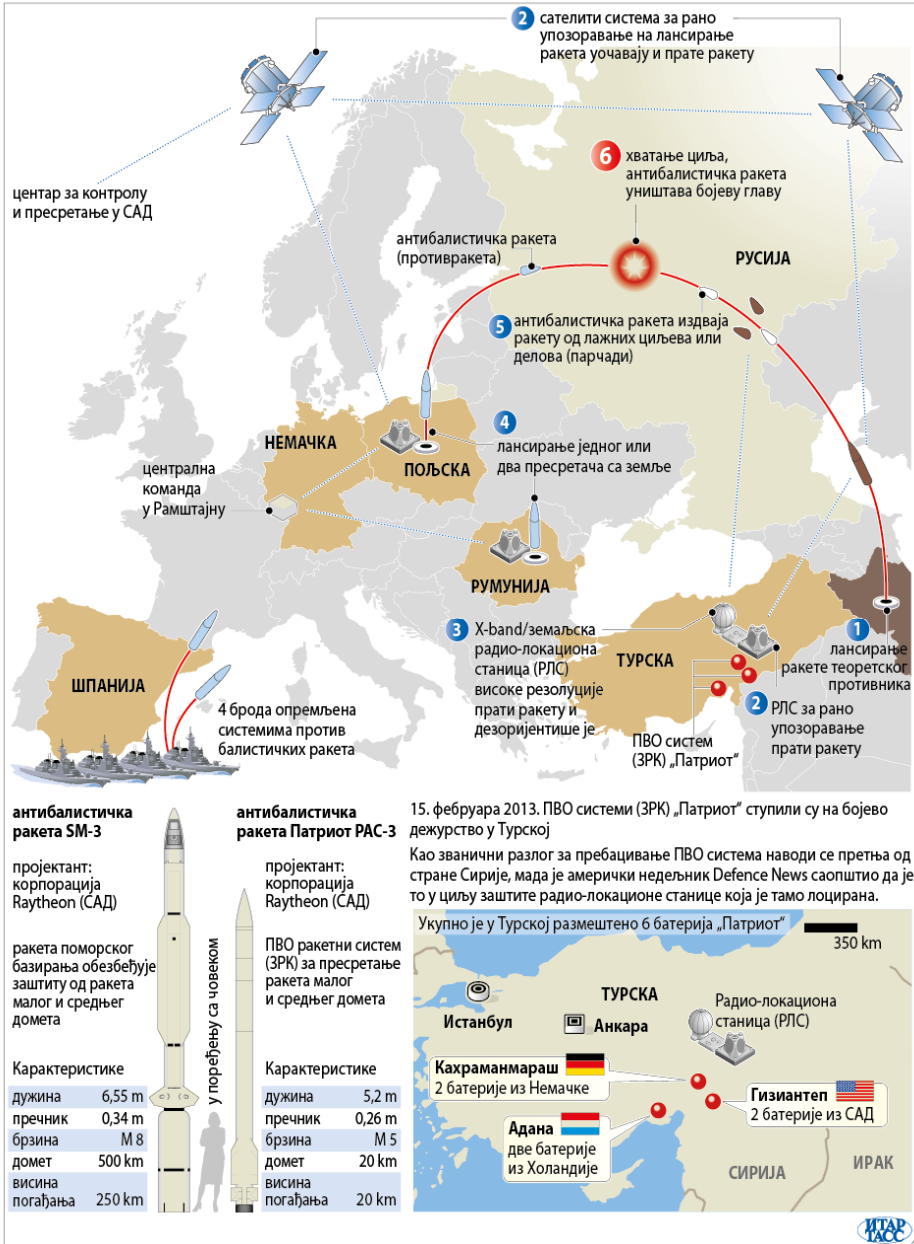 2 сателити система за рано
упозоравање на лансирање
ракета уочавају и прате ракету
центар за контролу
и пресретање у САД
6 хватање циља,
антибалистичка ракета
уништава бојеву главу
антибалистичка ракета
(противракета)
РУСИЈА
5 антибалистичка ракета издваја
ракету од лажних циљева или
делова (парчади)
4
лансирање једног или
два пресретача са земље
НЕМАЧКА
ПОЉСКА
централна
команда
у Рамштајну
РУМУНИЈА
3 X-band/земаљска
радио-локациона
станица (РЛС)
високе резолуције
прати ракету и
дезоријентише је
ТУРСКА
1
лансирање
ракете теоретског
противника
2 РЛС за рано
упозоравање
прати ракету
ПВО систем
(ЗРК) „Патриот“
ШПАНИЈА
4 брода опремљена
системима против
балистичких ракета
антибалистичка
ракета SM-3
пројектант:
корпорација
Raytheon (САД)
ракета поморског
базирања обезбеђује
заштиту од ракета
малог и средњег
домета
Карактеристике
дужина 6,55 m
пречник 0,34 m
брзина M 8
домет 500 km
висина
погађања 250 km
у поређењу са човеком
антибалистичка
ракета Патриот PAC-3
пројектант:
корпорација
Raytheon (САД)
ПВО ракетни систем
(ЗРК) за пресретање
ракета малог
и средњег домета
Карактеристике
дужина 5,2 m
пречник 0,26 m
брзина M 5
домет 20 km
висина
погађања 20 km
15. фебруара 2013. ПВО системи (ЗРК) „Патриот“ ступили су на бојево
дежурство у Турској
Као званични разлог за пребацивање ПВО система наводи се претња од
стране Сирије, мада је амерички недељник Defence News саопштио да је
то у циљу заштите радио-локационе станице која је тамо лоцирана.
Укупно је у Турској размештено 6 батерија „Патриот“
350 km
ТУРСКА
Истанбул
Анкара
Радио-локациона
станица (РЛС)
Кахраманмараш
2 батерије из Немачке
Гизиантеп
2 батерије из САД
Адана
две батерије
из Холандије
СИРИЈА
ИРАК
ИТАР
ТАСС